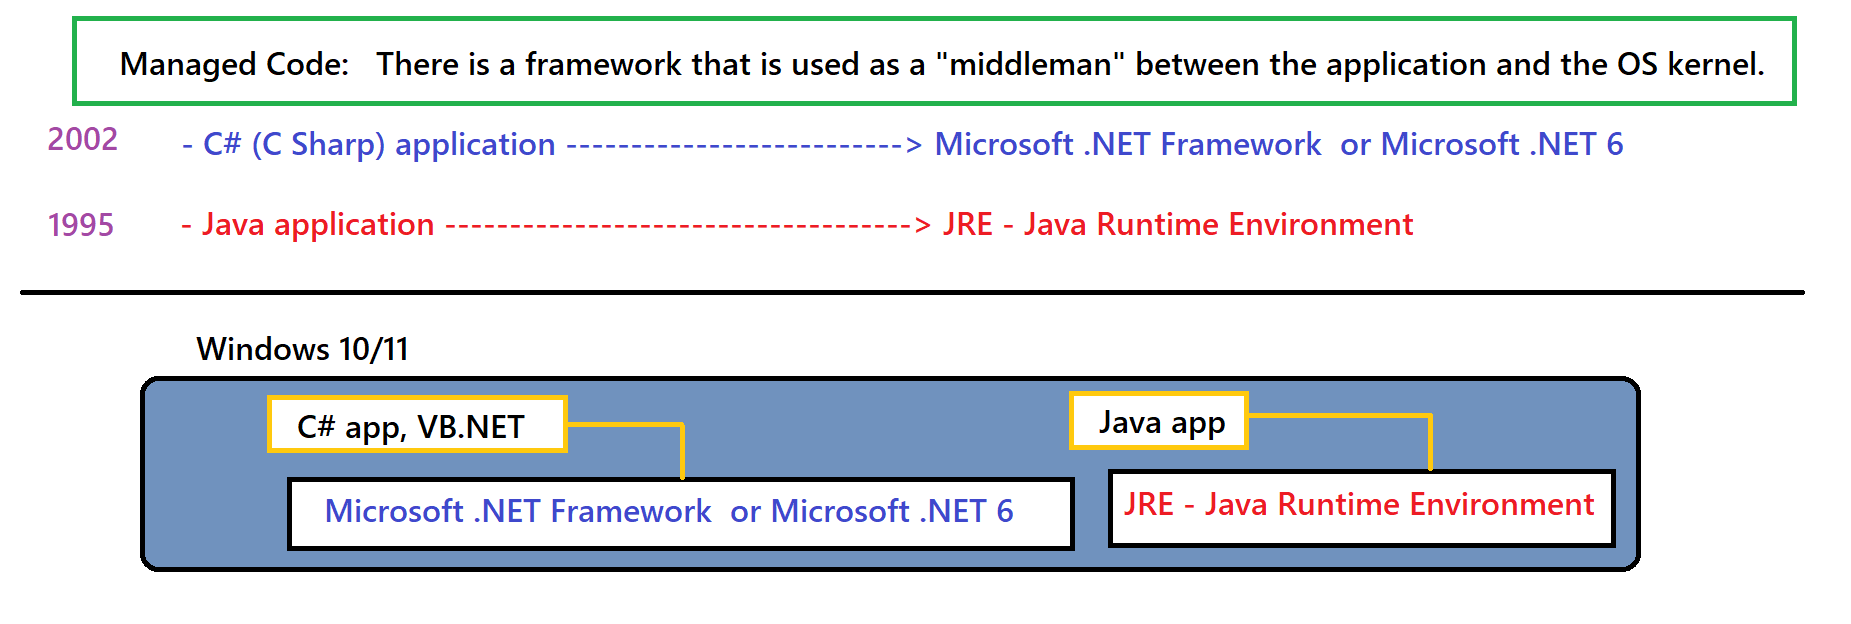 Managed Code:   There is a framework that is used as a "middleman" between the application and the OS kernel.
2002 - C# (C Sharp) application --------------------------> Microsoft .NET Framework  or Microsoft .NET 6
1995 - Java application ------------------------------------> JRE - Java Runtime Environment
Windows 10/11
C# app, VB.NET
Java app
Microsoft .NET Framework  or Microsoft .NET 6
JRE - Java Runtime Environment